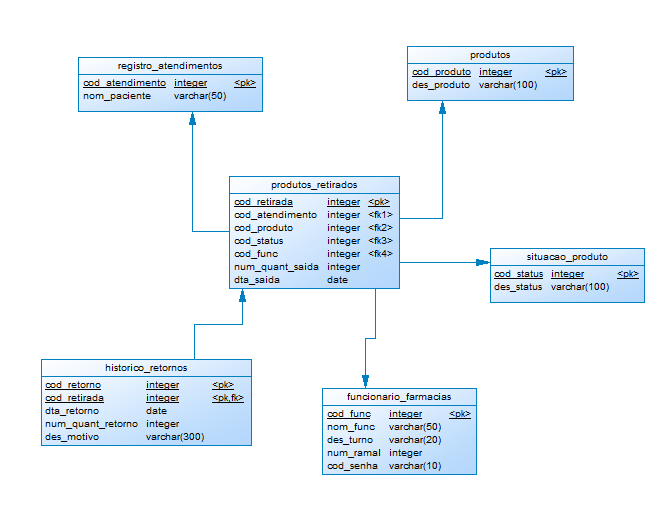 registro_atendimentos
cod_atendimento integer <pk>
nom_paciente varchar(50)
produtos
cod_produto integer <pk>
des_produto varchar(100)
produtos_retirados
cod_retirada integer <pk>
cod_atendimento integer <fk1>
cod_produto integer <fk2>
cod_status integer <fk3>
cod_func integer <fk4>
num_quant_saida integer
dta_saida date
situacao_produto
cod_status integer <pk>
des_status varchar(100)
historico_retornos
cod_retorno integer <pk>
cod_retirada integer <pk,fk>
dta_retorno date
num_quant_retorno integer
des_motivo varchar(300)
funcionario_farmacias
cod_func integer <pk>
nom_func varchar(50)
des_turno varchar(20)
num_ramal integer
cod_senha varchar(10)